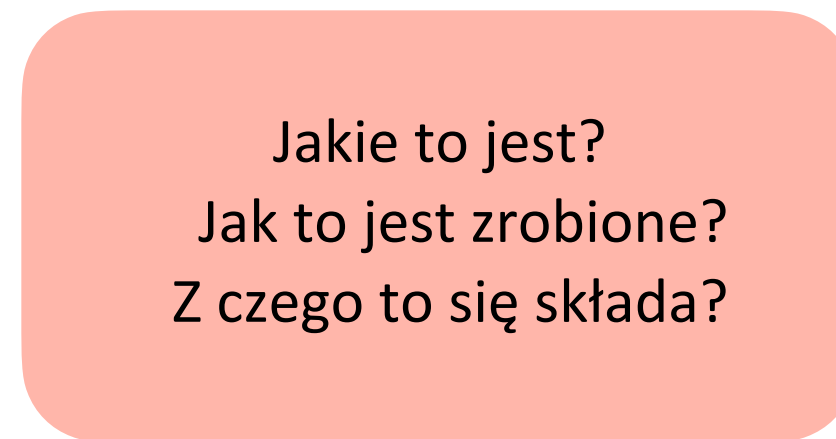 Jakie to jest?
Jak to jest zrobione?
Z czego to się składa?